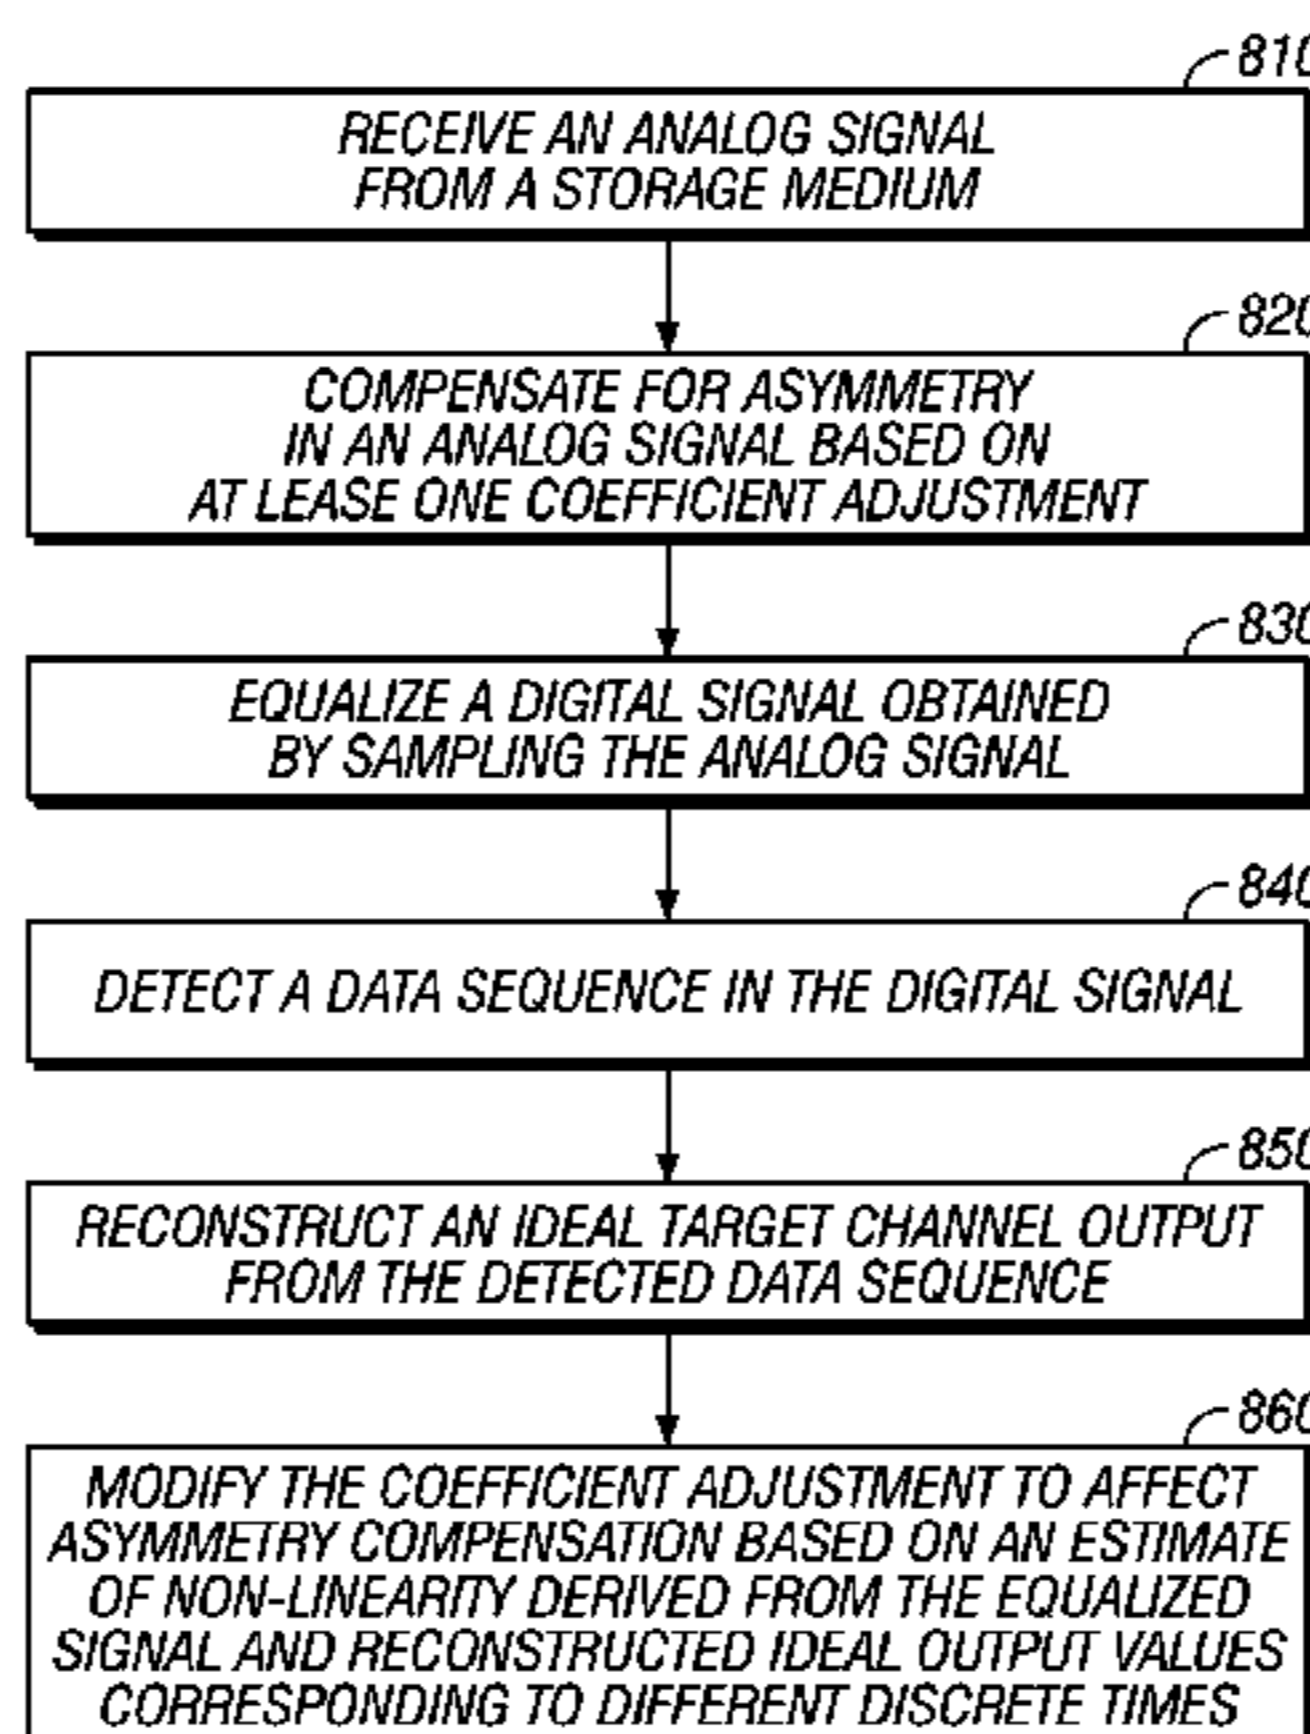 810
RECEIVE AN ANALOG SIGNAL
FROM A STORAGE MEDIUM
820
COMPENSATE FOR ASYMMETRY
IN AN ANALOG SIGNAL BASED ON
AT LEASE ONE COEFFICIENT ADJUSTMENT
830
EQUALIZE A DIGITAL SIGNAL OBTAINED
BY SAMPLING THE ANALOG SIGNAL
840
DETECT A DATA SEQUENCE IN THE DIGITAL SIGNAL
850
RECONSTRUCT AN IDEAL TARGET CHANNEL OUTPUT
FROM THE DETECTED DATA SEQUENCE
860
MODIFY THE COEFFICIENT ADJUSTMENT TO AFFECT
ASYMMETRY COMPENSATION BASED ON AN ESTIMATE
OF NON-LINEARITY DERIVED FROM THE EQUALIZED
SIGNAL AND RECONSTRUCTED IDEAL OUTPUT VALUES
CORRESPONDING TO DIFFERENT DISCRETE TIMES